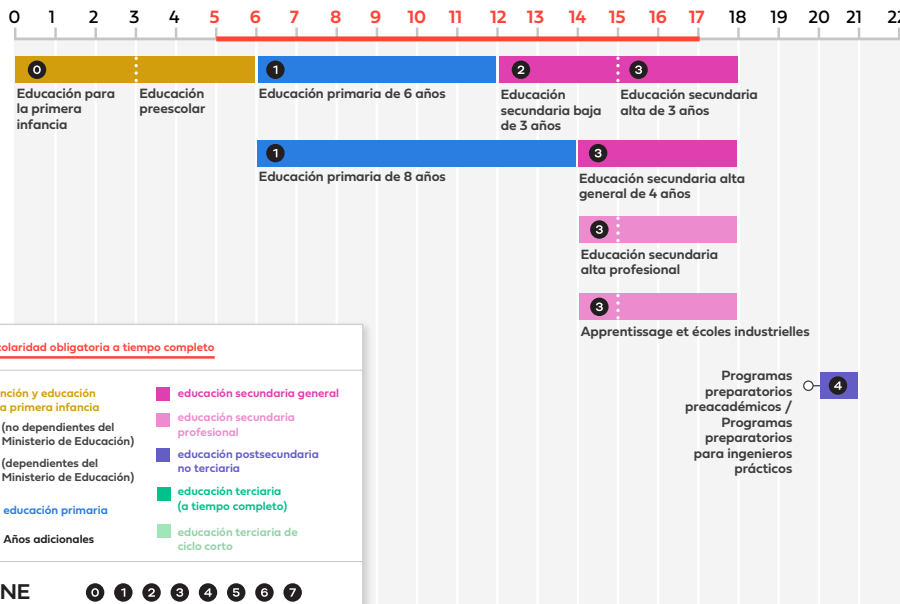 0 1 2 3 4 5 6 7 8 9 10 11 12 13 14 15 16 17 18 19 20 21 22
0 1 2 3
Educación para
la primera
infancia
Educación
preescolar
Educación primaria de 6 años
Educación
secundaria baja
de 3 años
Educación secundaria
alta de 3 años
1 3
Educación primaria de 8 años
Educación secundaria alta
general de 4 años
3
Educación secundaria
alta profesional
3
Apprentissage et écoles industrielles
Programas
preparatorios
preacadémicos /
Programas
preparatorios
para ingenieros
prácticos
4
colaridad obligatoria a tiempo completo
nción y educación
a primera infancia
(no dependientes del
Ministerio de Educación)
(dependientes del
Ministerio de Educación)
educación primaria
Años adicionales
educación secundaria general
educación secundaria
profesional
educación postsecundaria
no terciaria
educación terciaria
(a tiempo completo)
educación terciaria de
ciclo corto
NE 0 1 2 3 4 5 6 7